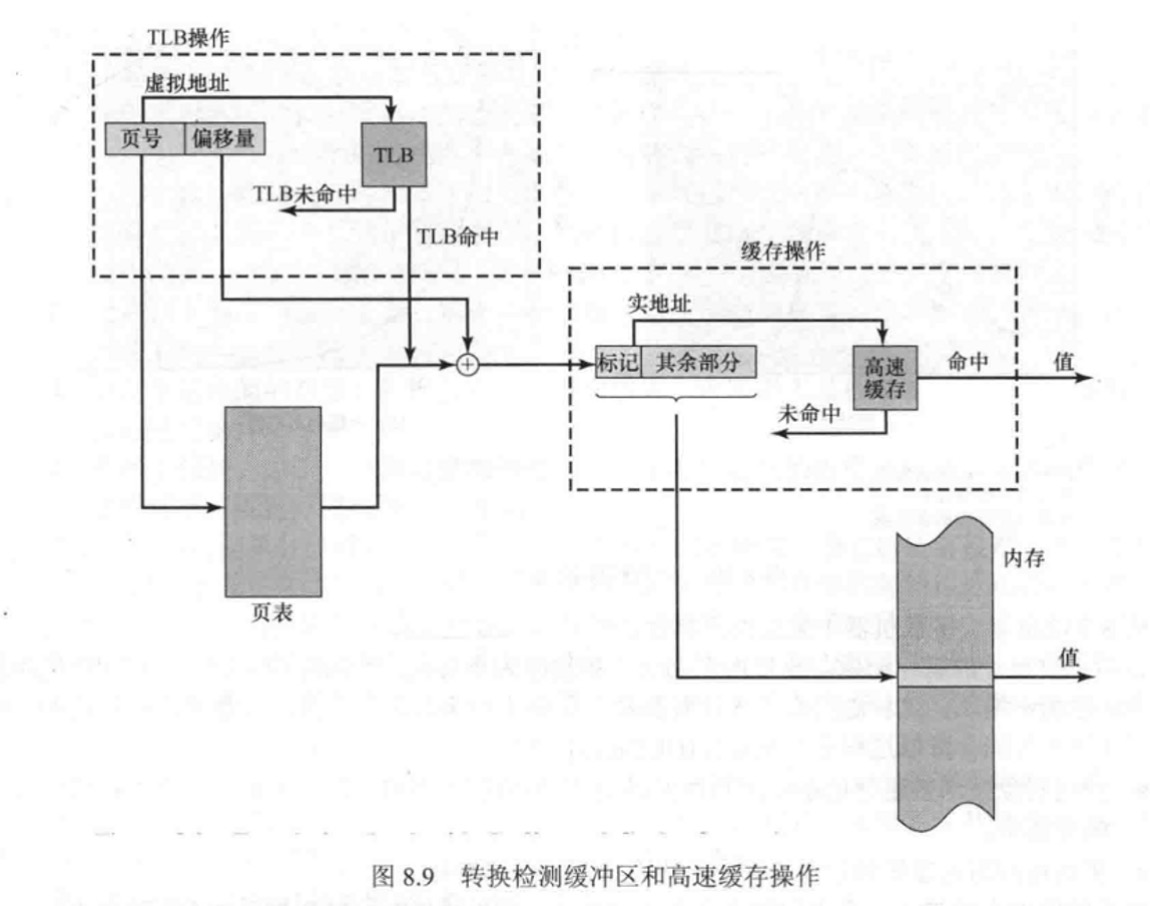 TLB操作
虚拟地址
页号 偏移量
TLB
TLB未命中
TLB命中
缓存操作
实地址
标记 其余部分
高速
缓存
命中
值
未命中
页表
内存
值
图 8.9 转换检测缓冲区和高速缓存操作